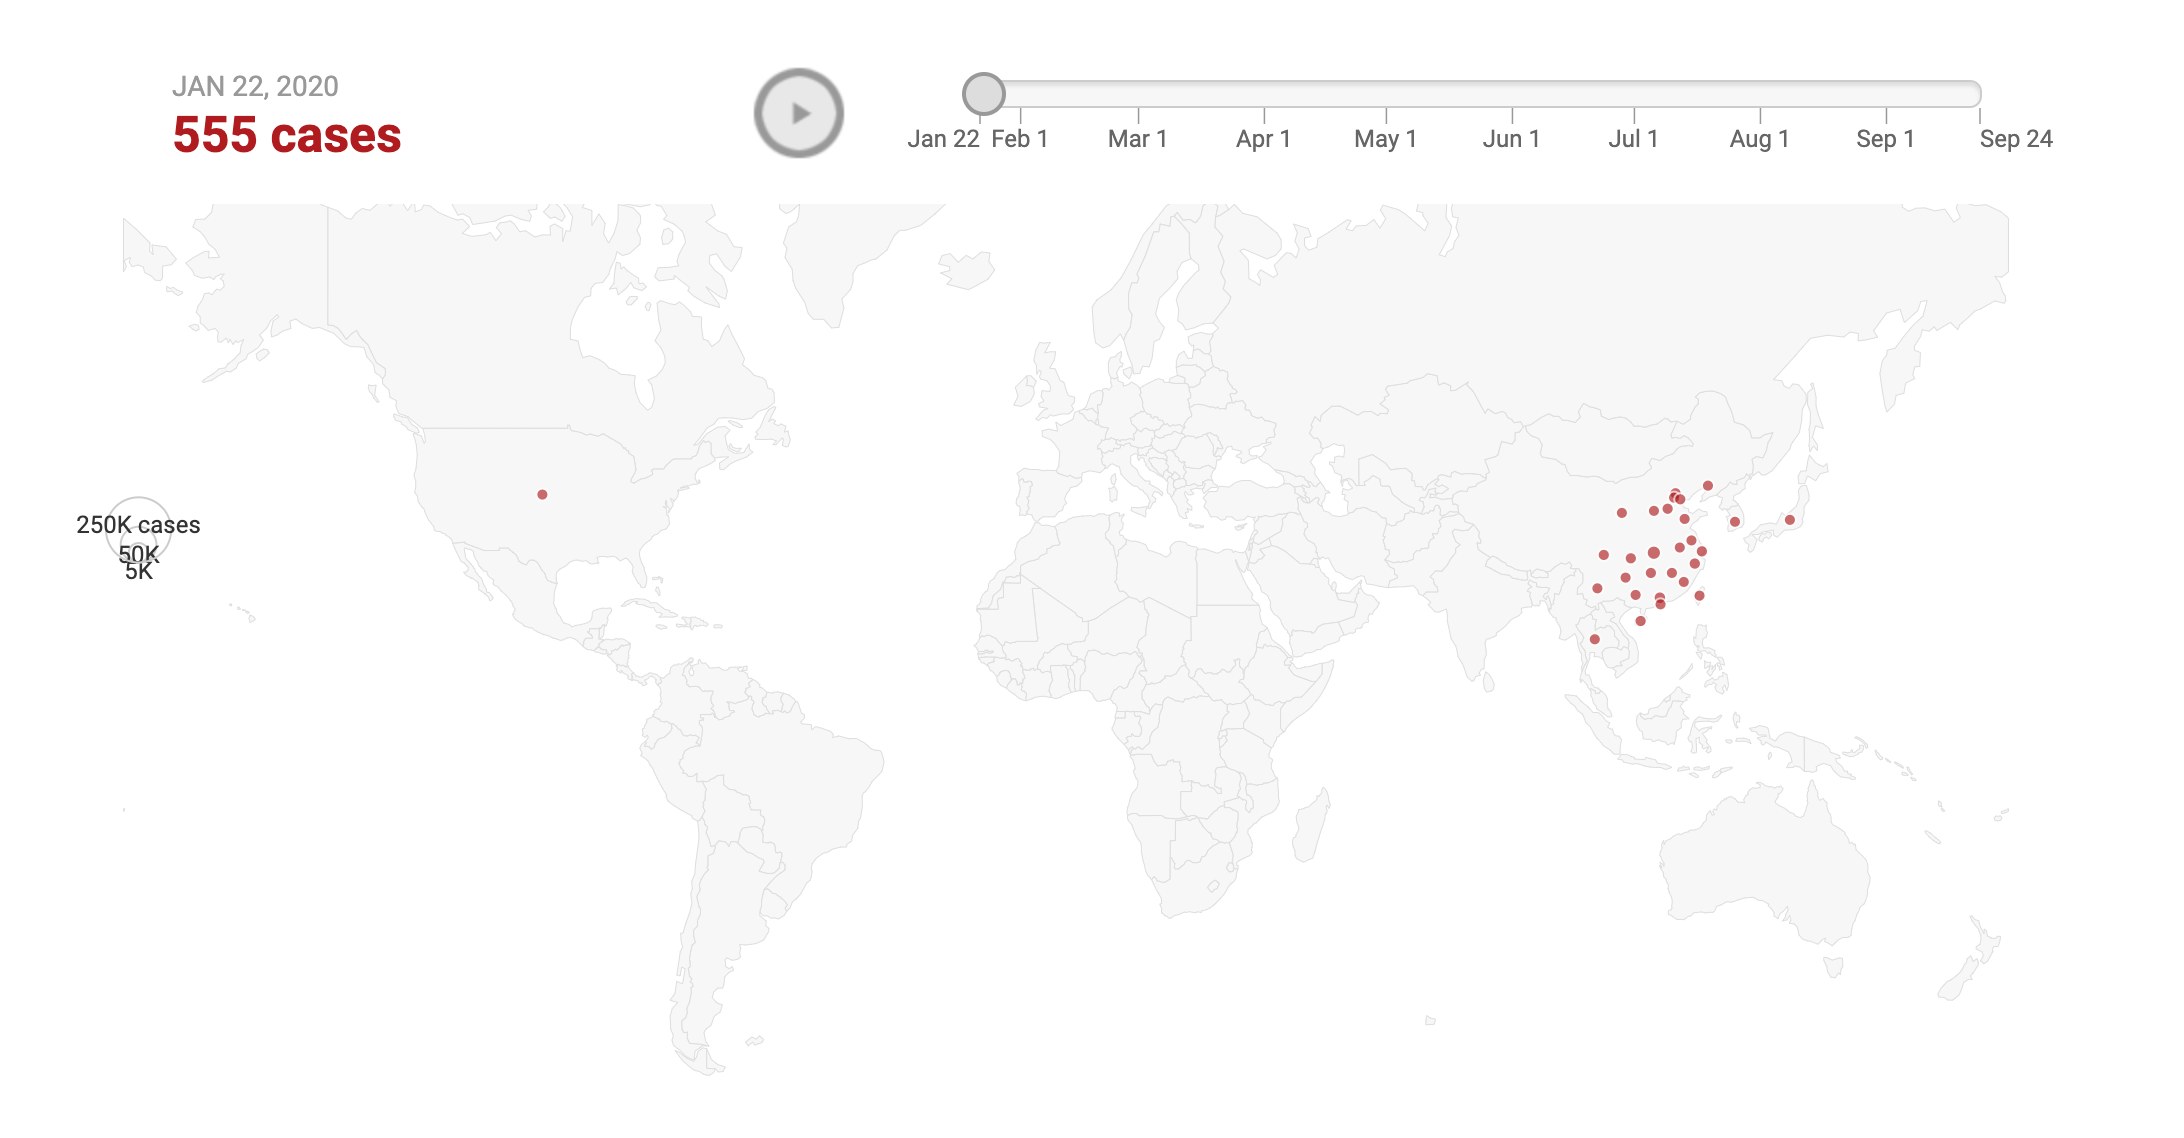 JAN 22, 2020
555 cases
Jan 22 Feb 1 Mar 1 Apr 1 May 1 Jun 1 Jul 1 Aug 1 Sep 1 Sep 24
250K cases
50K
5K